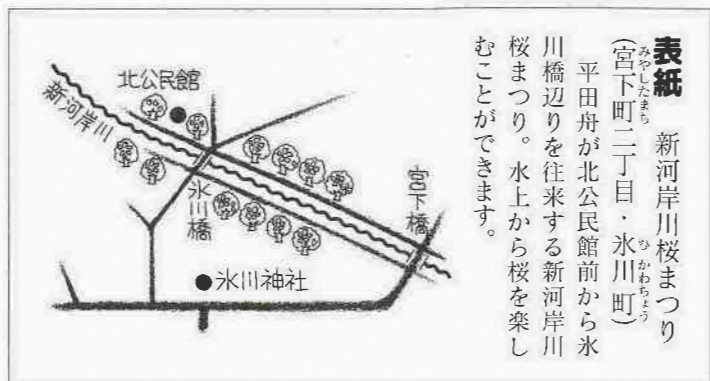 表紙 新河岸川桜まつり
みやしたまち
(宮下町二丁目・氷川町)
ひかわちょう
平田舟が北公民館前から氷
川橋辺りを往来する新河岸川
桜まつり。水上から桜を楽し
むことができます。
北公民館
新河岸川
氷川橋
宮下橋
氷川神社